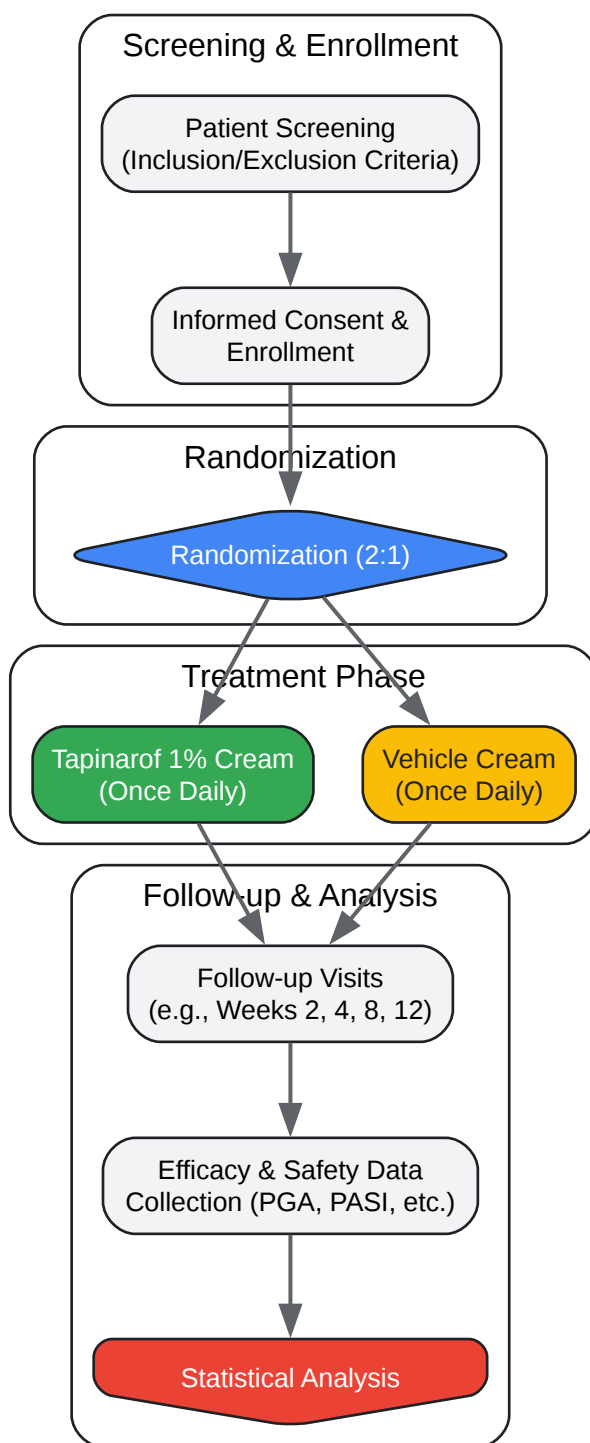 Screening & Enrollment
Patient Screening
(Inclusion/Exclusion Criteria)
Informed Consent &
Enrollment
Randomization
Randomization (2:1)
Treatment Phase
Tapinarof 1% Cream
(Once Daily)
Vehicle Cream
(Once Daily)
Follow-up & Analysis
Follow-up Visits
(e.g., Weeks 2, 4, 8, 12)
Efficacy & Safety Data
Collection (PGA, PASI, etc.)
Statistical Analysis